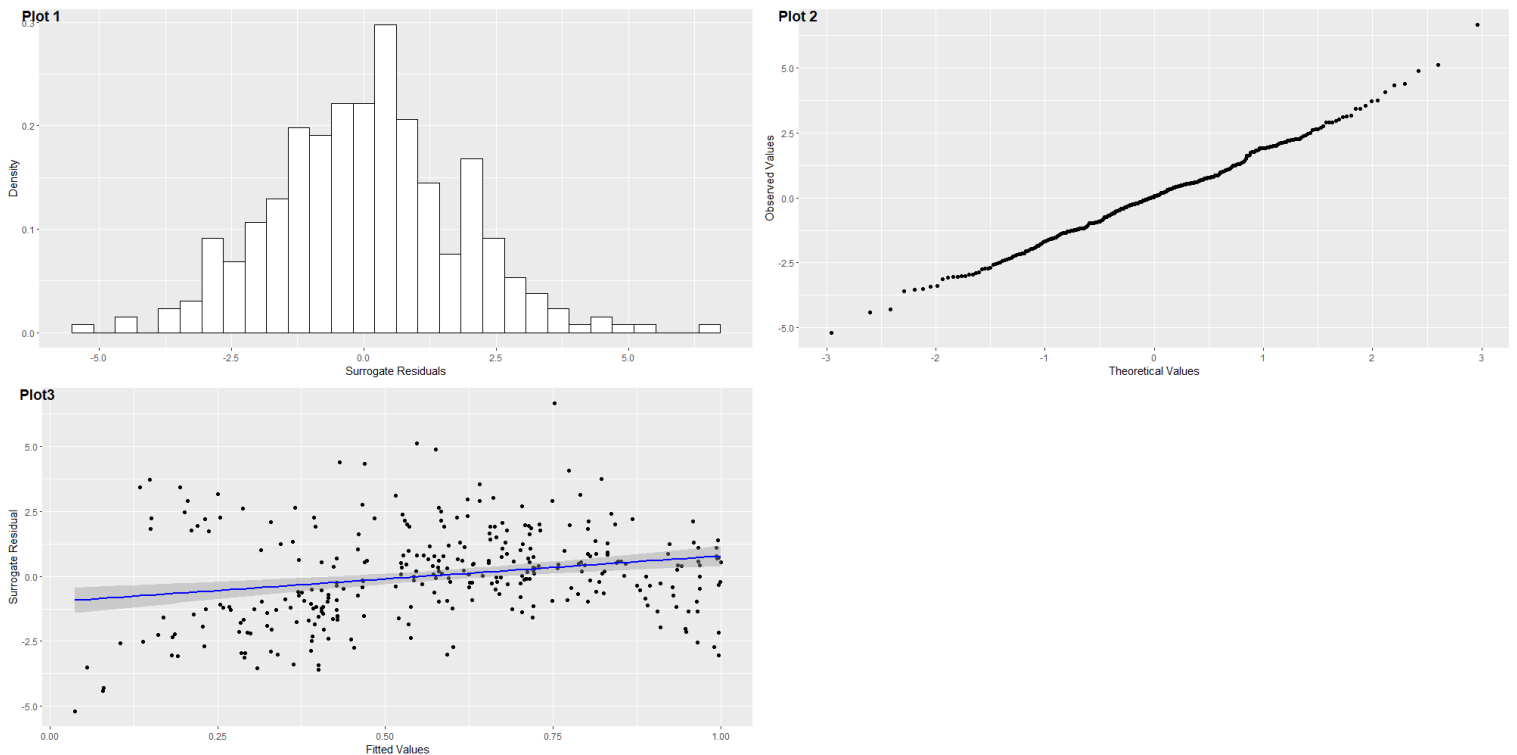 Plot 1
0.3
0.2
0.1
0.0
Density
-5.0 -2.5 0.0 2.5 5.0
Surrogate Residuals
Plot 2
5.0
2.5
0.0
-2.5
-5.0
Observed Values
-3 -2 -1 0 1 2 3
Theoretical Values
Plot3
5.0
2.5
0.0
-2.5
-5.0
Surrogate Residual
0.00 0.25 0.50 0.75 1.00
Fitted Values